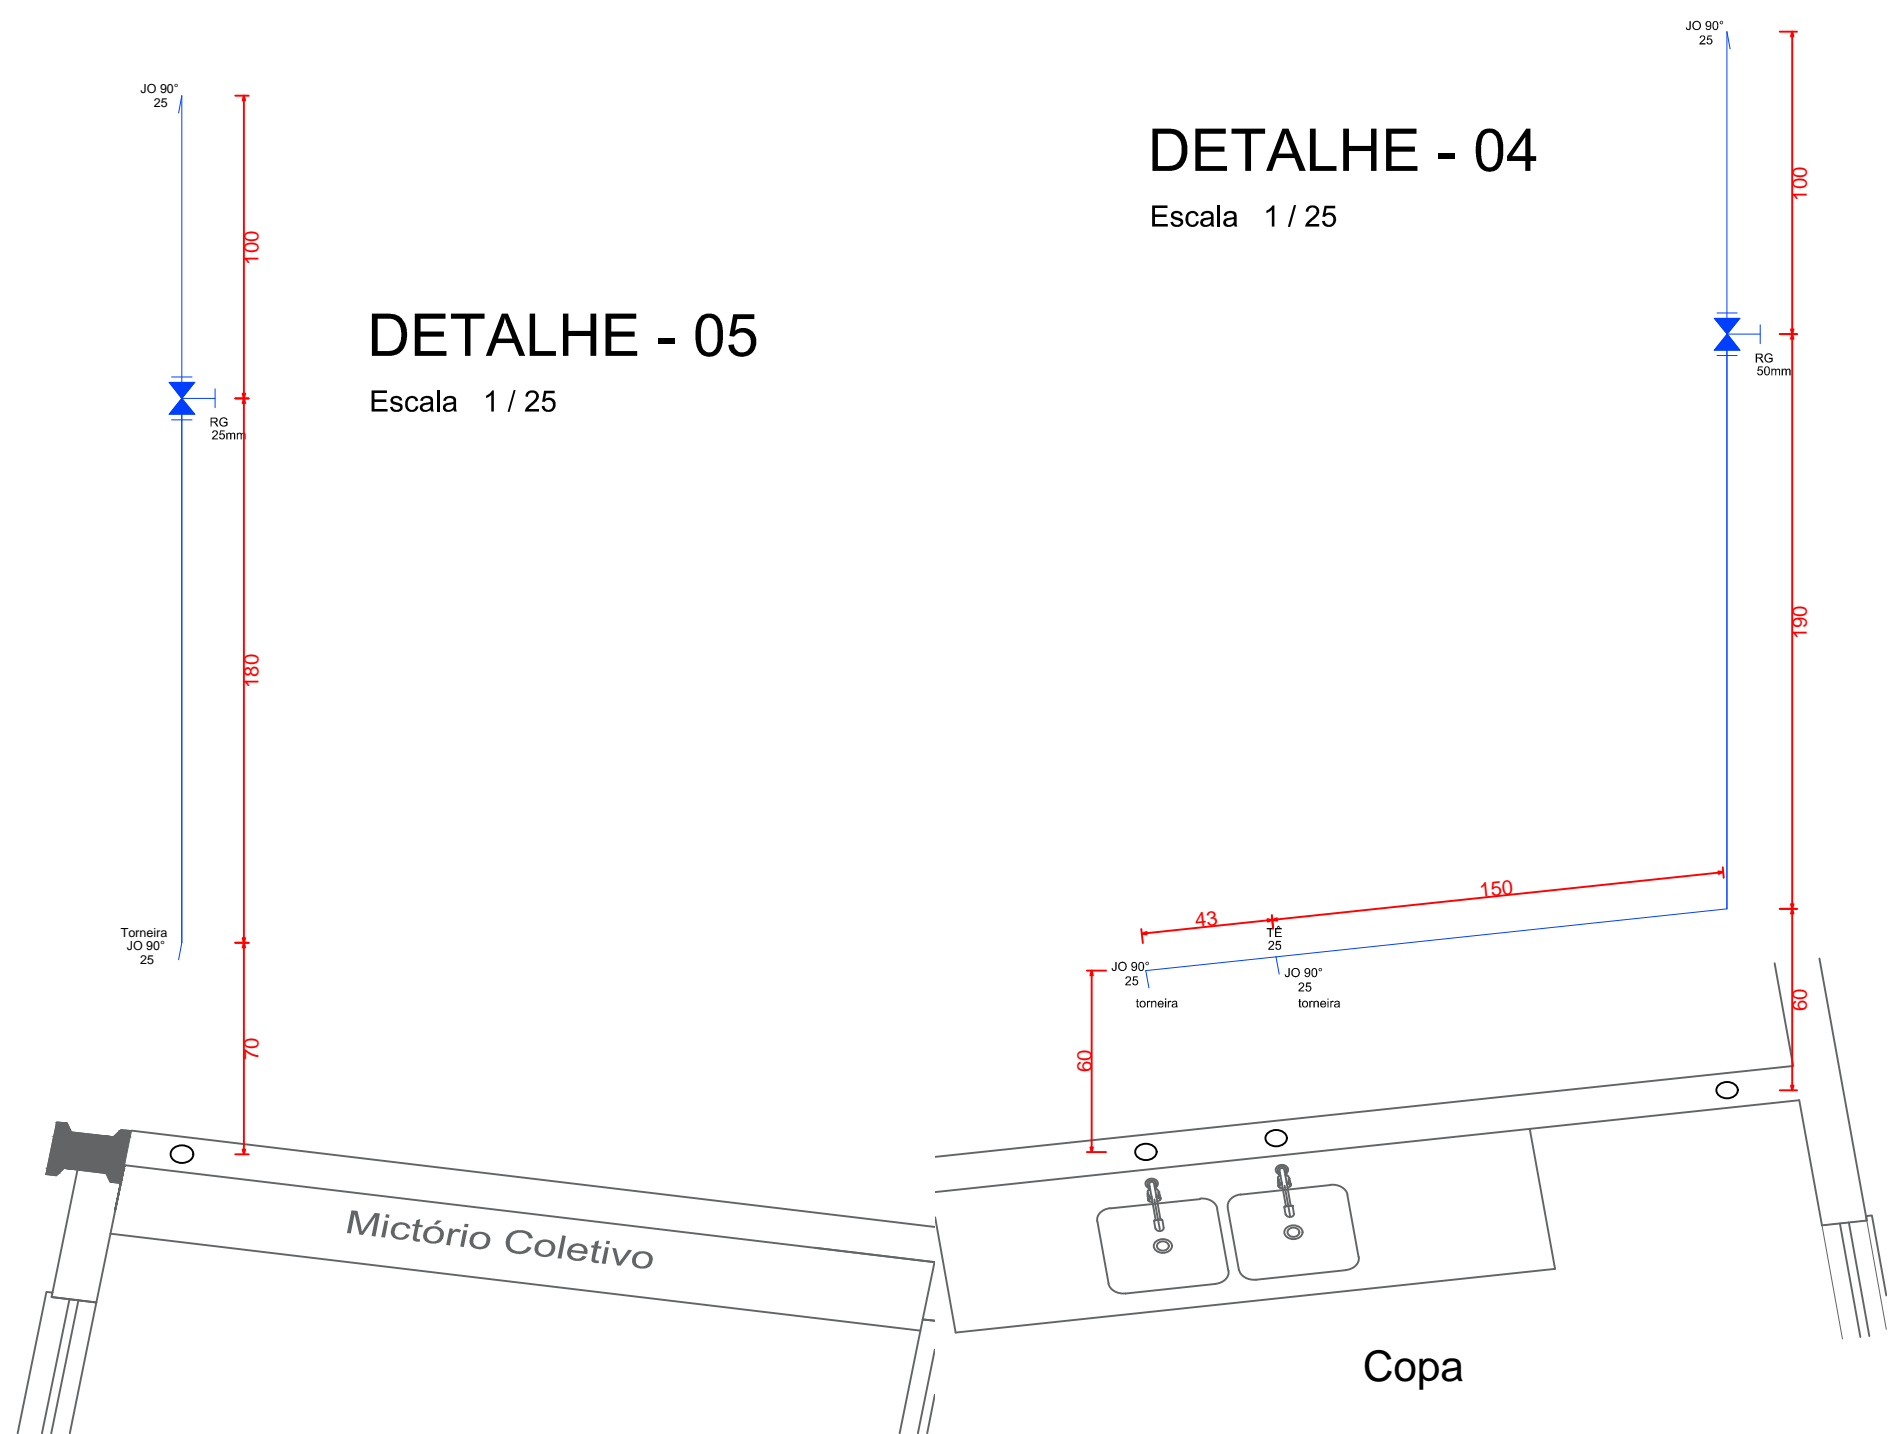 JO 90°
25
100
DETALHE - 05
Escala 1 / 25
RG
25mm
180
Torneira
JO 90°
25
70
Mictório Coletivo
JO 90°
25
DETALHE - 04
Escala 1 / 25
100
RG
50mm
190
150
43
TÊ
25
JO 90°
25
torneira
JO 90°
25
torneira
60
60
Copa